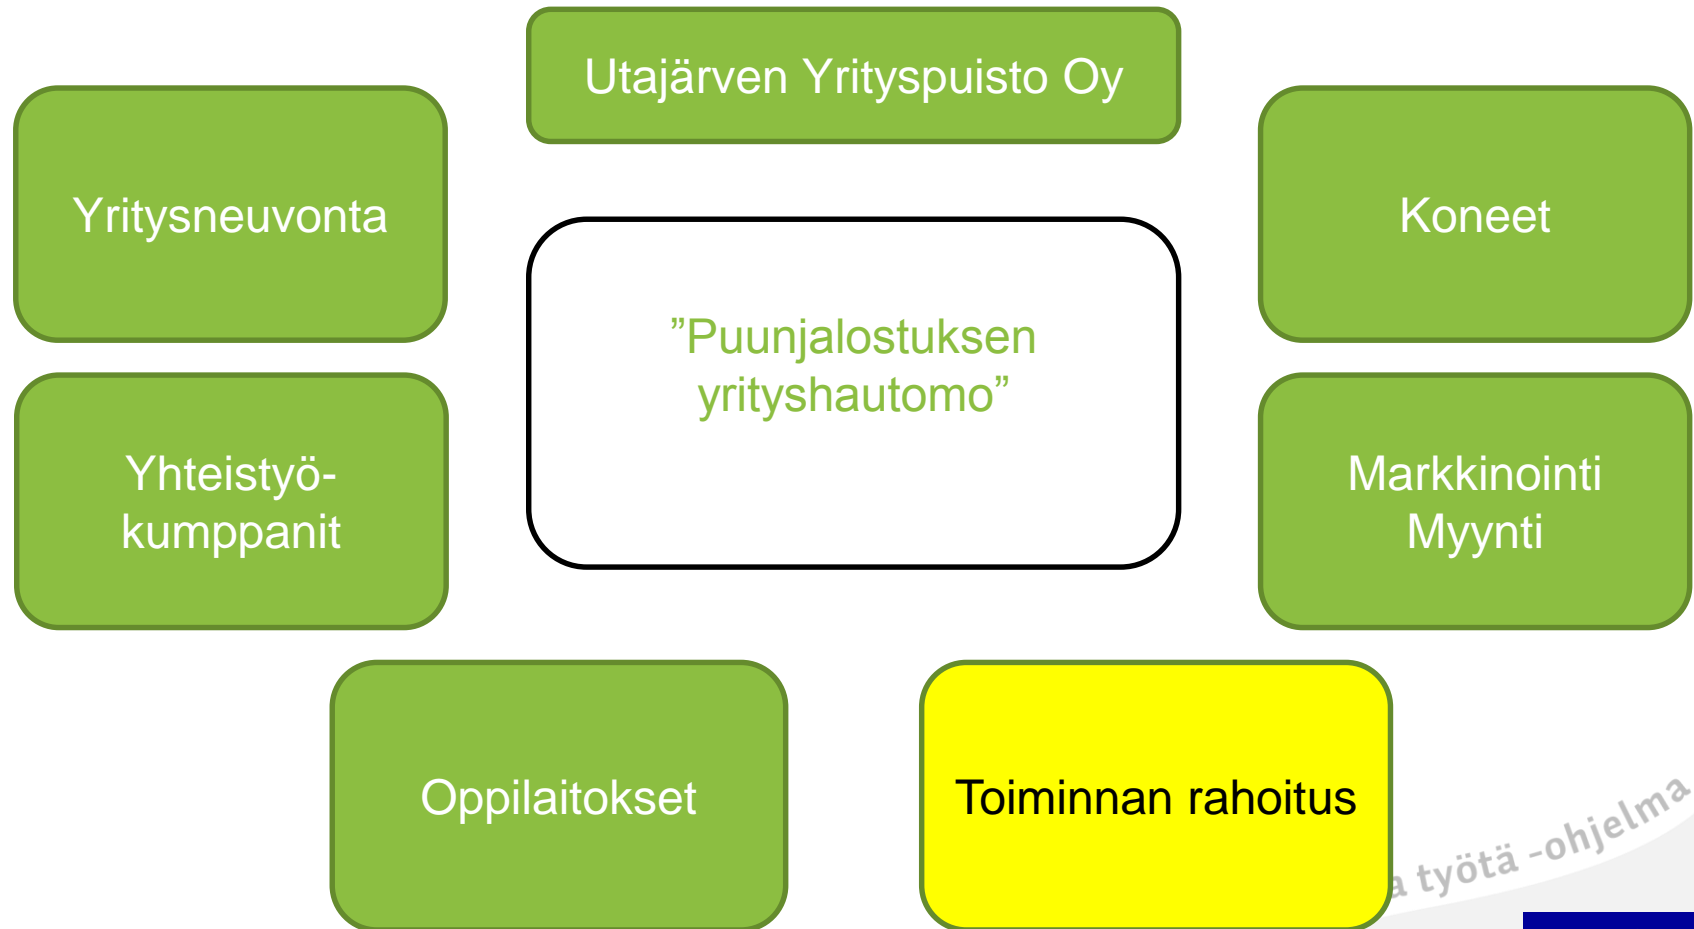 Utajärven Yrityspuisto Oy
Yritysneuvonta
Koneet
”Puunjalostuksen
yrityshautomo”
Yhteistyö-
kumppanit
Markkinointi
Myynti
Oppilaitokset
Toiminnan rahoitus
työtä -ohjelma